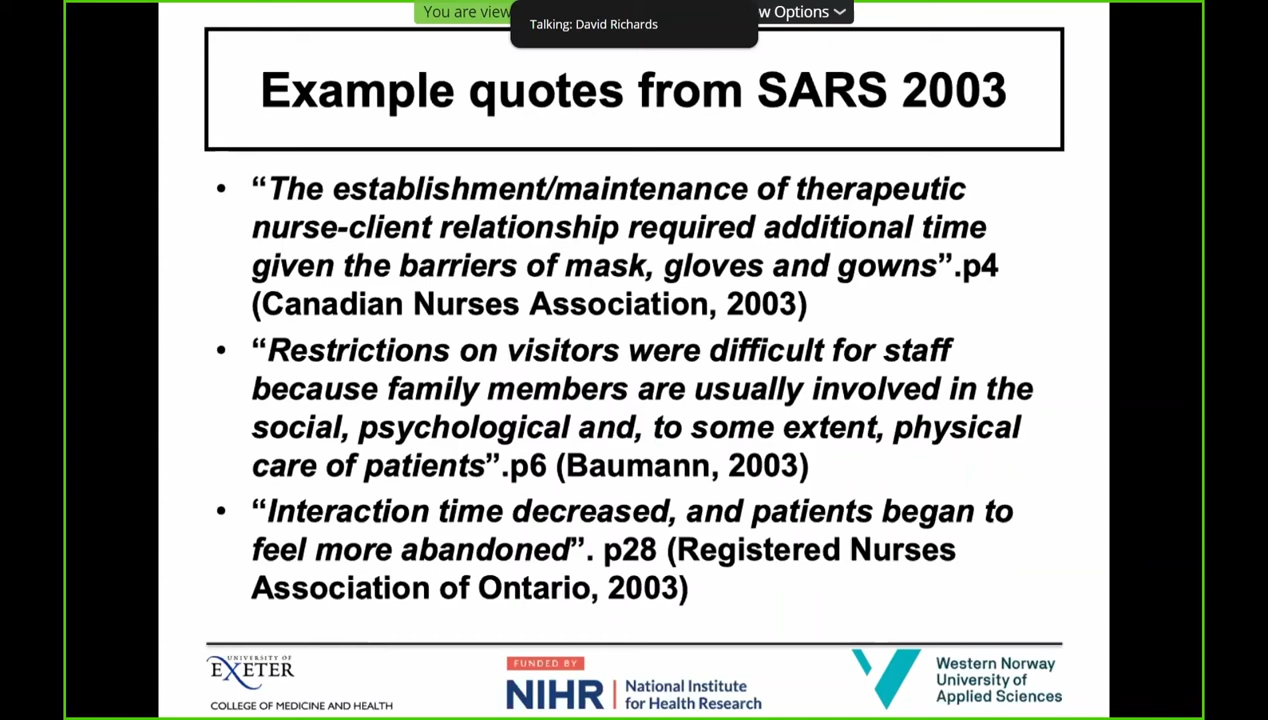 You are view
Talking: David Richards
w Options
Example quotes from SARS 2003
• “The establishment/maintenance of therapeutic
nurse-client relationship required additional time
given the barriers of mask, gloves and gowns”.p4
(Canadian Nurses Association, 2003)
• “Restrictions on visitors were difficult for staff
because family members are usually involved in the
social, psychological and, to some extent, physical
care of patients”.p6 (Baumann, 2003)
• “Interaction time decreased, and patients began to
feel more abandoned”. p28 (Registered Nurses
Association of Ontario, 2003)
UNIVERSITY OF
EXETER
COLLEGE OF MEDICINE AND HEALTH
FUNDED BY
NIHR | National Institute
for Health Research
Western Norway
University of
Applied Sciences